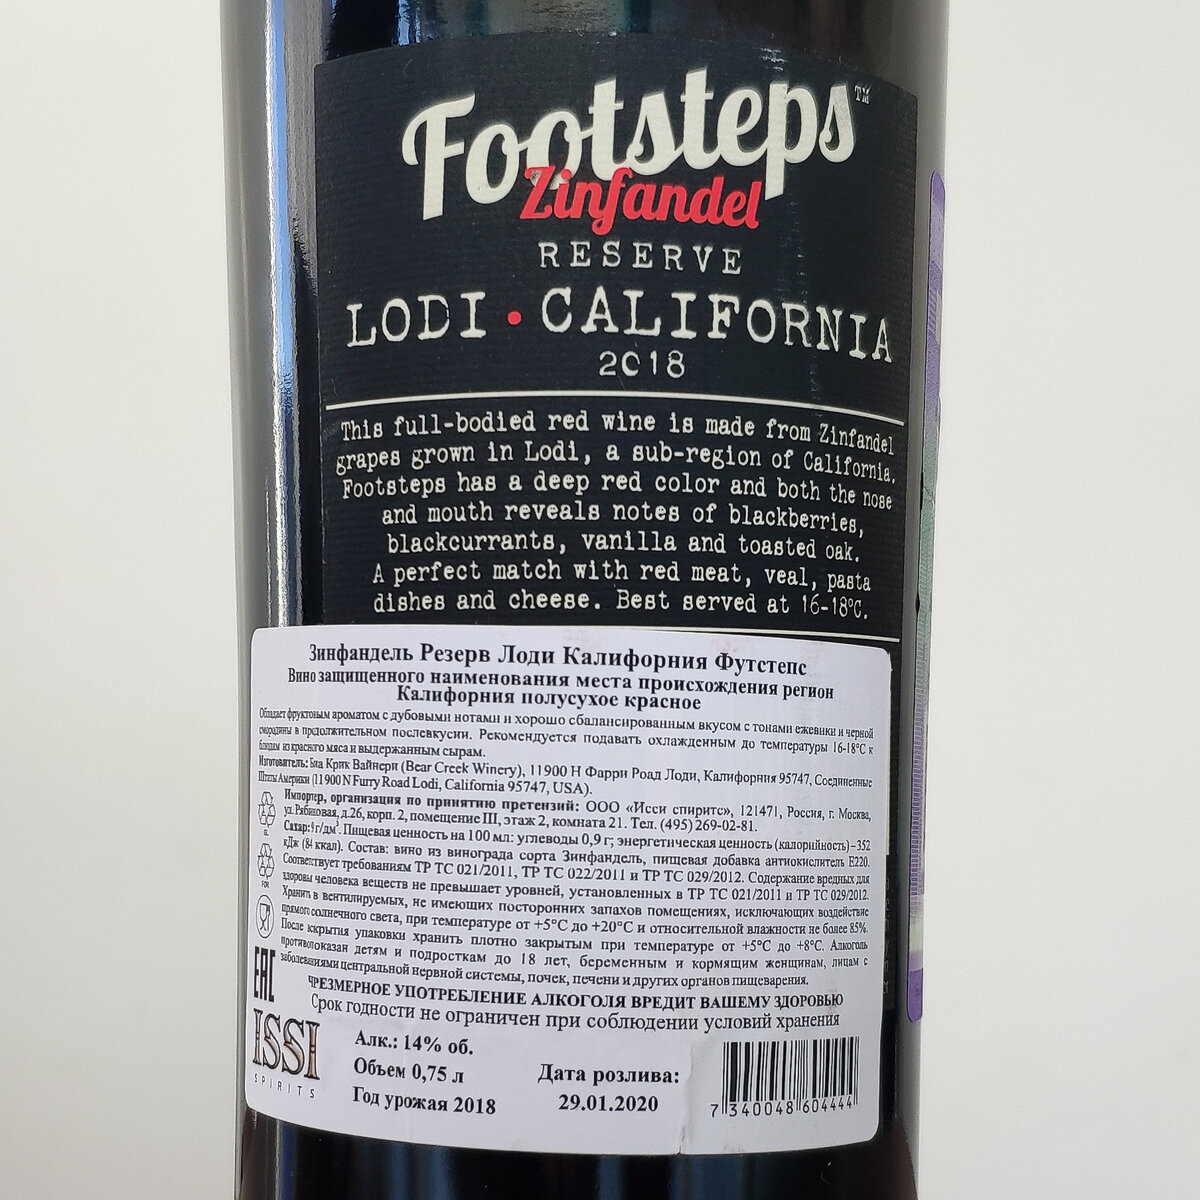 Footsteps™
Zinfandel
RESERVE
LODI • CALIFORNIA
2018
This full-bodied red wine is made from Zinfandel
grapes grown in Lodi, a sub-region of California.
Footsteps has a deep red color and both the nose
and mouth reveals notes of blackberries,
blackcurrants, vanilla and toasted oak.
A perfect match with red meat, veal, pasta
dishes and cheese. Best served at 16-18°C.
Зинфандель Резерв Лоди Калифорния Футстепс
Вино защищенного наименования места происхождения регион
Калифорния полусухое красное
Обладает фруктовым ароматом с дубовыми нотами и хорошо сбалансированным вкусом с тонами ежевики и черной
смородины в продолжительном послевкусии. Рекомендуется подавать охлажденным до температуры 16-18°С к
блюдам из красного мяса и выдержанным сырам.
Изготовитель: Беа Крик Вайнери (Bear Creek Winery), 11900 Н Фарри Роад Лоди, Калифорния 95747, Соединенные
Штаты Америки (11900 N Furry Road Lodi, California 95747, USA).
Импортер, организация по принятию претензий: ООО «Исси спиритс», 121471, Россия, г. Москва,
ул. Рябиновая, д.26, корп. 2, помещение III, этаж 2, комната 21. Тел. (495) 269-02-81.
Сахар: 9 г/дм³. Пищевая ценность на 100 мл: углеводы 0,9 г; энергетическая ценность (калорийность)–352
кДж (84 ккал). Состав: вино из винограда сорта Зинфандель, пищевая добавка антиокислитель Е220.
Соответствует требованиям ТР ТС 021/2011, ТР ТС 022/2011 и ТР ТС 029/2012. Содержание вредных для
здоровья человека веществ не превышает уровней, установленных в ТР ТС 021/2011 и ТР ТС 029/2012.
Хранить в вентилируемых, не имеющих посторонних запахов помещениях, исключающих воздействие
прямого солнечного света, при температуре от +5°С до +20°С и относительной влажности не более 85%.
После вскрытия упаковки хранить плотно закрытым при температуре от +5°С до +8°С. Алкоголь
противопоказан детям и подросткам до 18 лет, беременным и кормящим женщинам, лицам с
заболеваниями центральной нервной системы, почек, печени и других органов пищеварения.
ЧРЕЗМЕРНОЕ УПОТРЕБЛЕНИЕ АЛКОГОЛЯ ВРЕДИТ ВАШЕМУ ЗДОРОВЬЮ
Срок годности не ограничен при соблюдении условий хранения
GL
FOR
EAC
ISSI
SPIRITS
Алк.: 14% об.
Объем 0,75 л
Год урожая 2018
Дата розлива:
29.01.2020
7 340048 604444